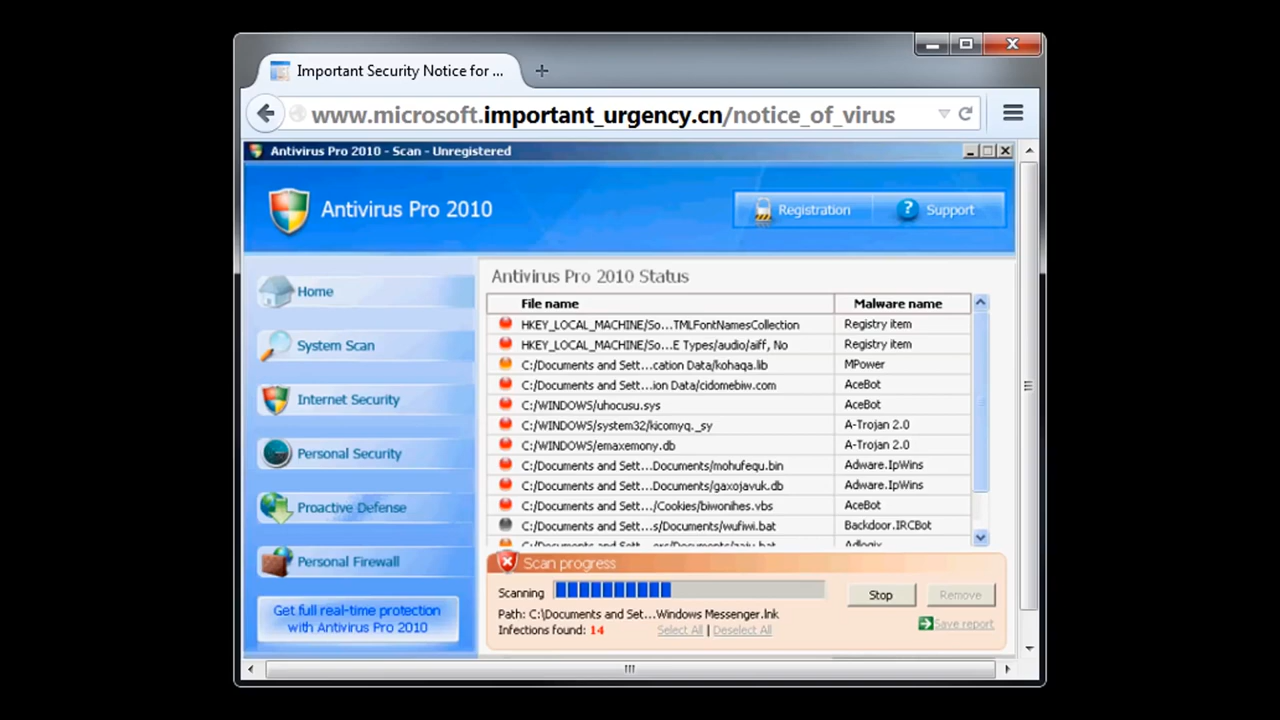 Important Security Notice for ...
www.microsoft.important_urgency.cn/notice_of_virus
Antivirus Pro 2010 - Scan - Unregistered
Antivirus Pro 2010
Registration
Support
Home
System Scan
Internet Security
Personal Security
Proactive Defense
Personal Firewall
Get full real-time protection
with Antivirus Pro 2010
Antivirus Pro 2010 Status
File name Malware name
HKEY_LOCAL_MACHINE/So...TMLFontNamesCollection Registry item
HKEY_LOCAL_MACHINE/So...E Types/audio/aiff, No Registry item
C:/Documents and Sett...cation Data/kohaqa.lib MPower
C:/Documents and Sett...ion Data/cidomebiw.com AceBot
C:/WINDOWS/uhocusu.sys AceBot
C:/WINDOWS/system32/kicomyq._sy A-Trojan 2.0
C:/WINDOWS/emaxemony.db A-Trojan 2.0
C:/Documents and Sett...Documents/mohufequ.bin Adware.IpWins
C:/Documents and Sett...Documents/gaxojavuk.db Adware.IpWins
C:/Documents and Sett.../Cookies/biwonihes.vbs AceBot
C:/Documents and Sett...s/Documents/wufiwi.bat Backdoor.IRCBot
Scan progress
Scanning
Stop
Remove
Path: C:\Documents and Set...Windows Messenger.lnk
Infections found: 14
Select All | Deselect All
Save report